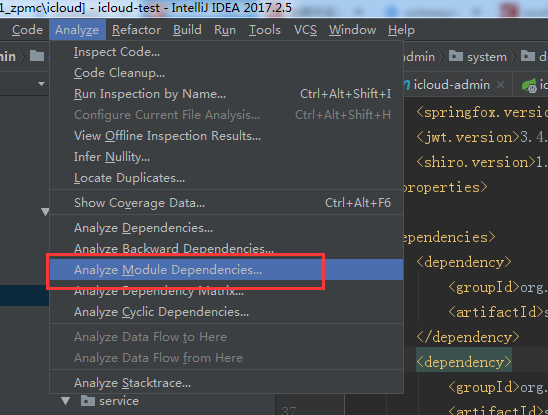 1_zpmc\icloud] - icloud-test - IntelliJ IDEA 2017.2.5
Code Analyze Refactor Build Run Tools VCS Window Help
Inspect Code...
Code Cleanup...
Run Inspection by Name... Ctrl+Alt+Shift+I
Configure Current File Analysis... Ctrl+Alt+Shift+H
View Offline Inspection Results...
Infer Nullity...
Locate Duplicates...
Show Coverage Data... Ctrl+Alt+F6
Analyze Dependencies...
Analyze Backward Dependencies...
Analyze Module Dependencies...
Analyze Dependency Matrix...
Analyze Cyclic Dependencies...
Analyze Data Flow to Here
Analyze Data Flow from Here
Analyze Stacktrace...
service
min
dmin system d
icloud-admin ic
<springfox.vers
<jwt.version>3.4.
<shiro.version>1.
properties>
ependencies>
<dependency>
<groupId>org.
<artifactId>s
</dependency>
<dependency>
<groupId>org.
37 <artifactId>s